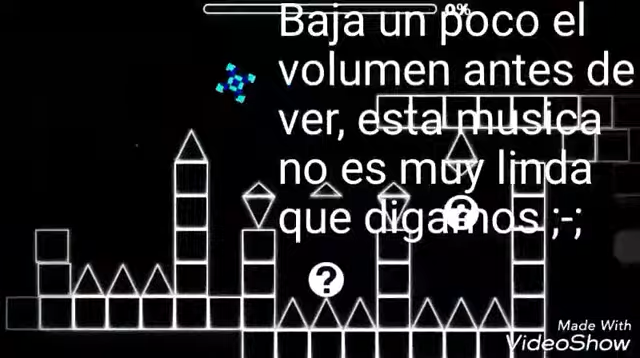 0%
Baja un poco el
volumen antes de
ver, esta musica
no es muy linda
que digamos ;-;
?
?
Made With
VideoShow